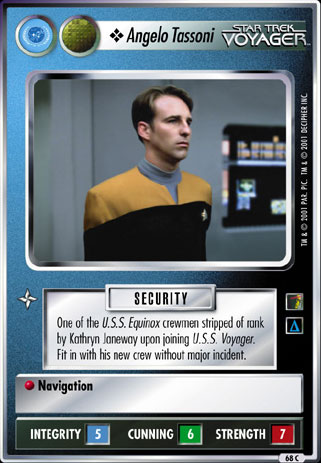 ❖ Angelo Tassoni
STAR TREK
VOYAGER™
TM & © 2001 PAR. PIC. TM & © 2001 DECIPHER INC.
SECURITY
One of the U.S.S. Equinox crewmen stripped of rank
by Kathryn Janeway upon joining U.S.S. Voyager.
Fit in with his new crew without major incident.
Navigation
INTEGRITY 5 CUNNING 6 STRENGTH 7
68 C